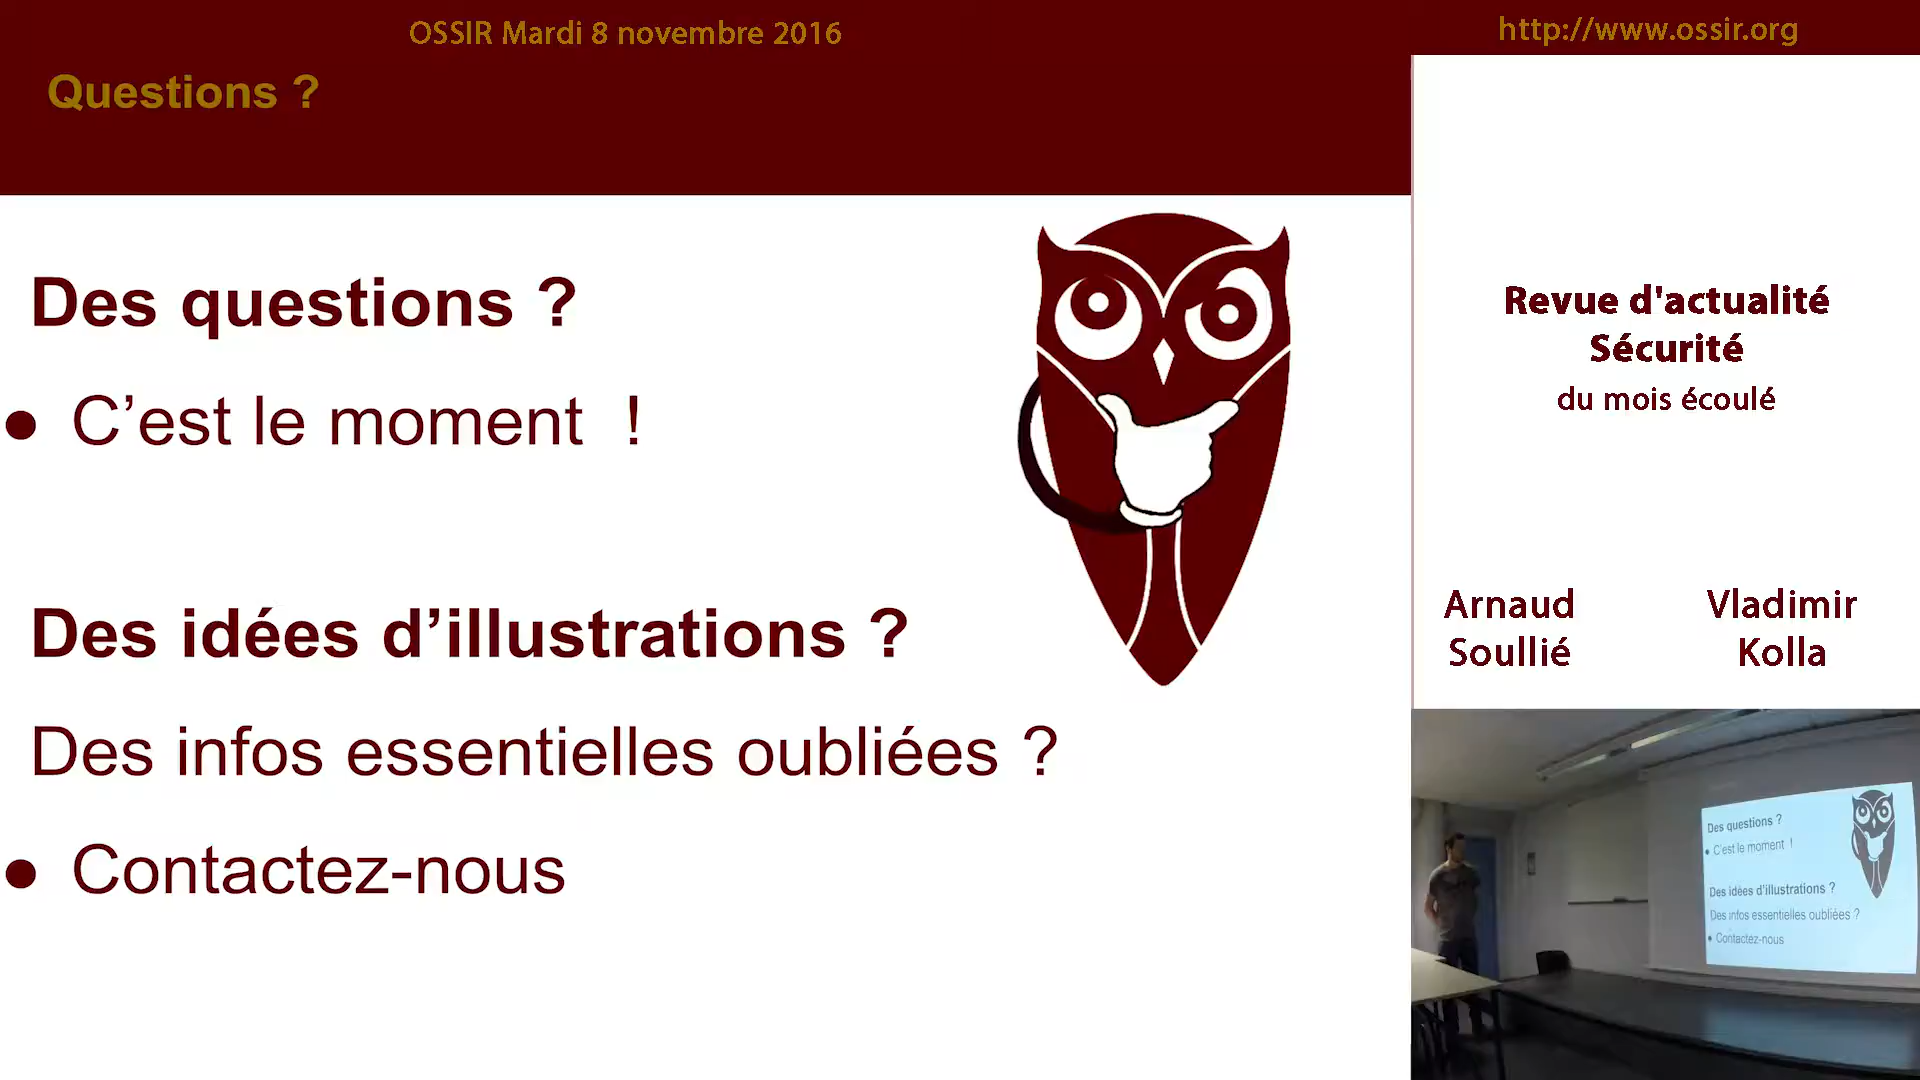 OSSIR Mardi 8 novembre 2016
http://www.ossir.org
Questions ?
Des questions ?
● C’est le moment  !
Des idées d’illustrations ?
Des infos essentielles oubliées ?
● Contactez-nous
Revue d'actualité
Sécurité
du mois écoulé
Arnaud
Soullié
Vladimir
Kolla
Des questions ?
● C’est le moment  !
Des idées d’illustrations ?
Des infos essentielles oubliées ?
● Contactez-nous